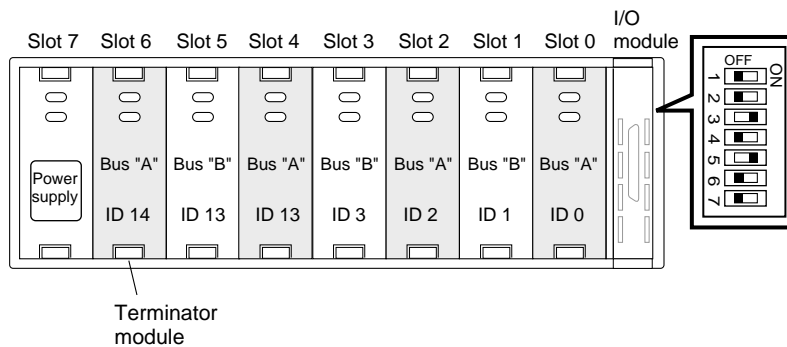 I/O
module
Slot 7 Slot 6 Slot 5 Slot 4 Slot 3 Slot 2 Slot 1 Slot 0
OFF
ON
1
2
3
4
5
6
7
Power
supply
Bus "A" Bus "B" Bus "A" Bus "B" Bus "A" Bus "B" Bus "A"
ID 14 ID 13 ID 13 ID 3 ID 2 ID 1 ID 0
Terminator
module